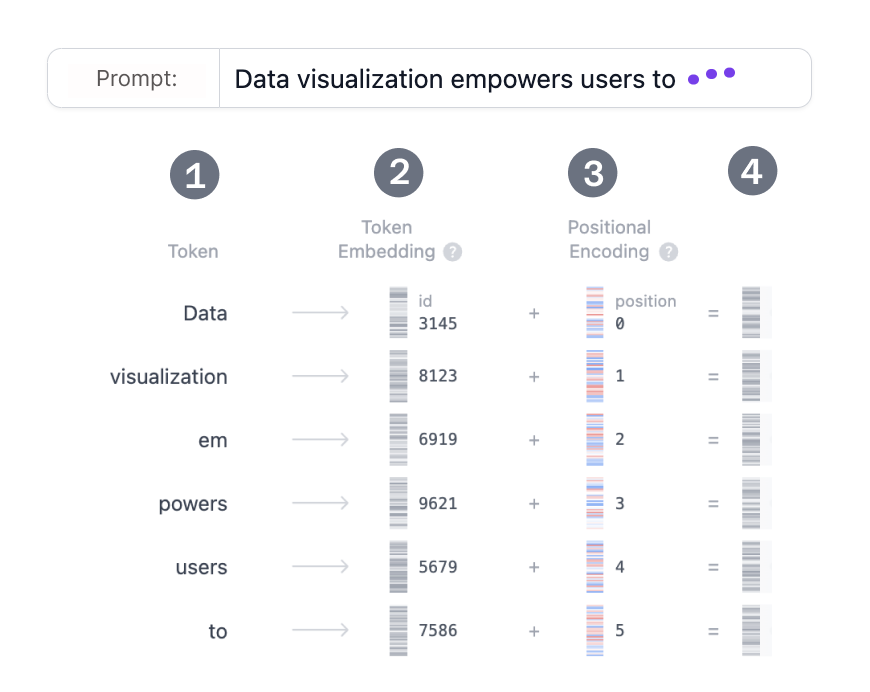 Prompt: Data visualization empowers users to
1 2 3 4
Token Token Embedding ? Positional Encoding ?
Data id 3145 + position 0 =
visualization 8123 + 1 =
em 6919 + 2 =
powers 9621 + 3 =
users 5679 + 4 =
to 7586 + 5 =